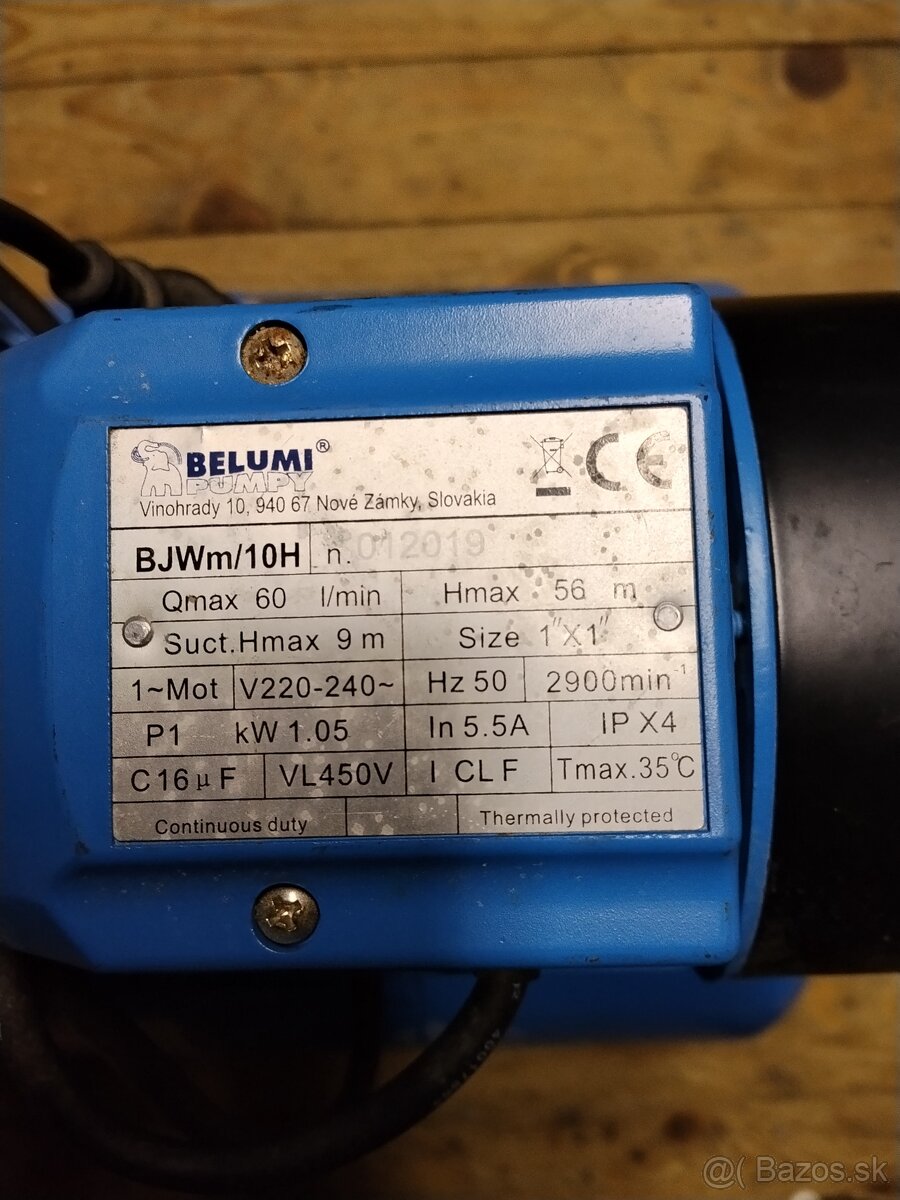 BELUMI®
PUMPY
Vinohrady 10, 940 67 Nové Zámky, Slovakia
BJWm/10H n. 012019
Qmax 60 l/min Hmax 56 m
Suct.Hmax 9 m Size 1"X1"
1~Mot V220-240~ Hz 50 2900min⁻¹
P1 kW 1.05 In 5.5A IP X4
C 16 µF VL450V I CL F Tmax.35°C
Continuous duty Thermally protected
@( Bazos.sk